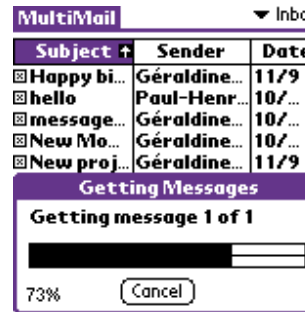 MultiMail ▼ Inbo
Subject Sender Date
Happy bi... Géraldine... 11/9
hello Paul-Henr... 10/...
message... Géraldine... 10/...
New Mo... Géraldine... 10/...
New proj... Géraldine... 11/9
Getting Messages
Getting message 1 of 1
73% Cancel